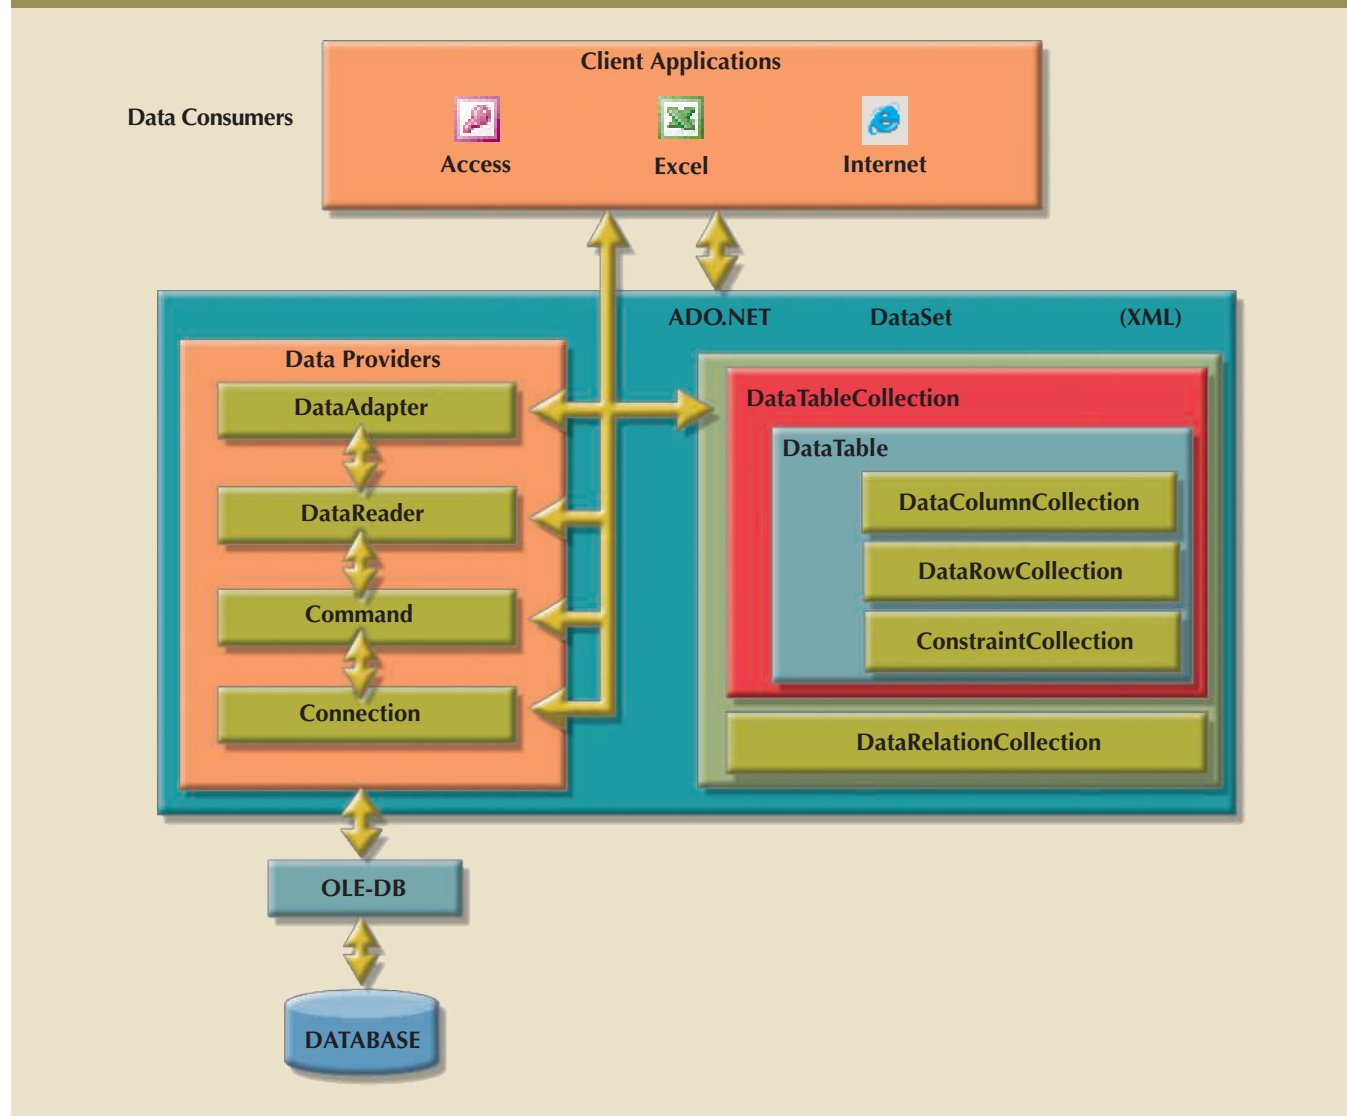 Client Applications
Data Consumers
Access
Excel
Internet
ADO.NET DataSet (XML)
Data Providers
DataAdapter
DataReader
Command
Connection
DataTableCollection
DataTable
DataColumnCollection
DataRowCollection
ConstraintCollection
DataRelationCollection
OLE-DB
DATABASE